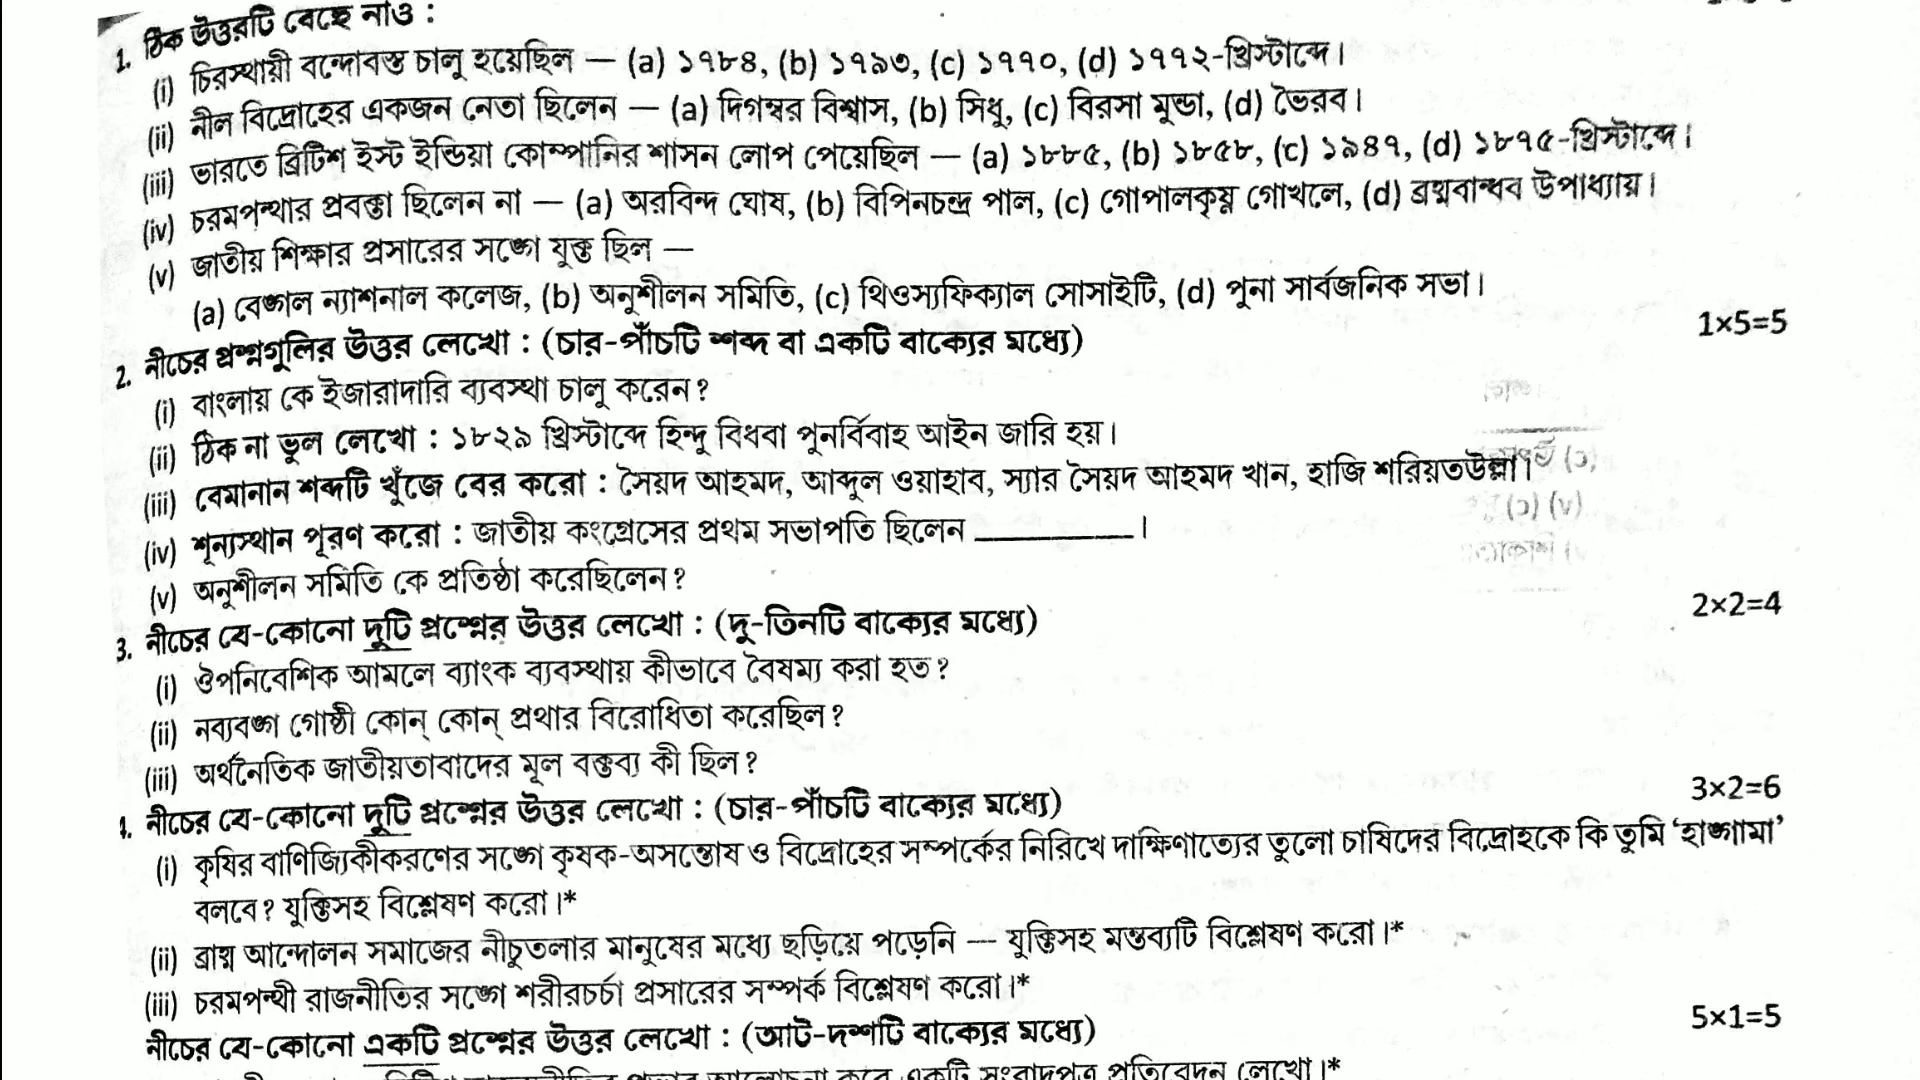 1. ঠিক উত্তরটি বেছে নাও :
(i) চিরস্থায়ী বন্দোবস্ত চালু হয়েছিল — (a) ১৭৮৪, (b) ১৭৯৩, (c) ১৭৭০, (d) ১৭৭২-খ্রিস্টাব্দে।
(ii) নীল বিদ্রোহের একজন নেতা ছিলেন — (a) দিগম্বর বিশ্বাস, (b) সিধু, (c) বিরসা মুন্ডা, (d) ভৈরব।
(iii) ভারতে ব্রিটিশ ইস্ট ইন্ডিয়া কোম্পানির শাসন লোপ পেয়েছিল — (a) ১৮৮৫, (b) ১৮৫৮, (c) ১৯৪৭, (d) ১৮৭৫-খ্রিস্টাব্দে।
(iv) চরমপন্থার প্রবক্তা ছিলেন না — (a) অরবিন্দ ঘোষ, (b) বিপিনচন্দ্র পাল, (c) গোপালকৃষ্ণ গোখলে, (d) ব্রহ্মবান্ধব উপাধ্যায়।
(v) জাতীয় শিক্ষার প্রসারের সঙ্গে যুক্ত ছিল —
(a) বেঙ্গল ন্যাশনাল কলেজ, (b) অনুশীলন সমিতি, (c) থিওস্যফিক্যাল সোসাইটি, (d) পুনা সার্বজনিক সভা।
2. নীচের প্রশ্নগুলির উত্তর লেখো : (চার-পাঁচটি শব্দ বা একটি বাক্যের মধ্যে) 1×5=5
(i) বাংলায় কে ইজারাদারি ব্যবস্থা চালু করেন?
(ii) ঠিক না ভুল লেখো : ১৮২৯ খ্রিস্টাব্দে হিন্দু বিধবা পুনর্বিবাহ আইন জারি হয়।
(iii) বেমানান শব্দটি খুঁজে বের করো : সৈয়দ আহমদ, আব্দুল ওয়াহাব, স্যার সৈয়দ আহমদ খান, হাজি শরিয়তউল্লা।
(iv) শূন্যস্থান পূরণ করো : জাতীয় কংগ্রেসের প্রথম সভাপতি ছিলেন ________।
(v) অনুশীলন সমিতি কে প্রতিষ্ঠা করেছিলেন?
3. নীচের যে-কোনো দুটি প্রশ্নের উত্তর লেখো : (দু-তিনটি বাক্যের মধ্যে) 2×2=4
(i) ঔপনিবেশিক আমলে ব্যাংক ব্যবস্থায় কীভাবে বৈষম্য করা হত?
(ii) নব্যবঙ্গ গোষ্ঠী কোন্ কোন্ প্রথার বিরোধিতা করেছিল?
(iii) অর্থনৈতিক জাতীয়তাবাদের মূল বক্তব্য কী ছিল?
নীচের যে-কোনো দুটি প্রশ্নের উত্তর লেখো : (চার-পাঁচটি বাক্যের মধ্যে) 3×2=6
(i) কৃষির বাণিজ্যিকীকরণের সঙ্গে কৃষক-অসন্তোষ ও বিদ্রোহের সম্পর্কের নিরিখে দাক্ষিণাত্যের তুলো চাষিদের বিদ্রোহকে কি তুমি ‘হাঙ্গামা’
বলবে? যুক্তিসহ বিশ্লেষণ করো।*
(ii) ব্রাহ্ম আন্দোলন সমাজের নীচুতলার মানুষের মধ্যে ছড়িয়ে পড়েনি — যুক্তিসহ মন্তব্যটি বিশ্লেষণ করো।*
(iii) চরমপন্থী রাজনীতির সঙ্গে শরীরচর্চা প্রসারের সম্পর্ক বিশ্লেষণ করো।*
নীচের যে-কোনো একটি প্রশ্নের উত্তর লেখো : (আট-দশটি বাক্যের মধ্যে) 5×1=5
আলোচনা করে একটি সংবাদপত্র প্রতিবেদন লেখো।*